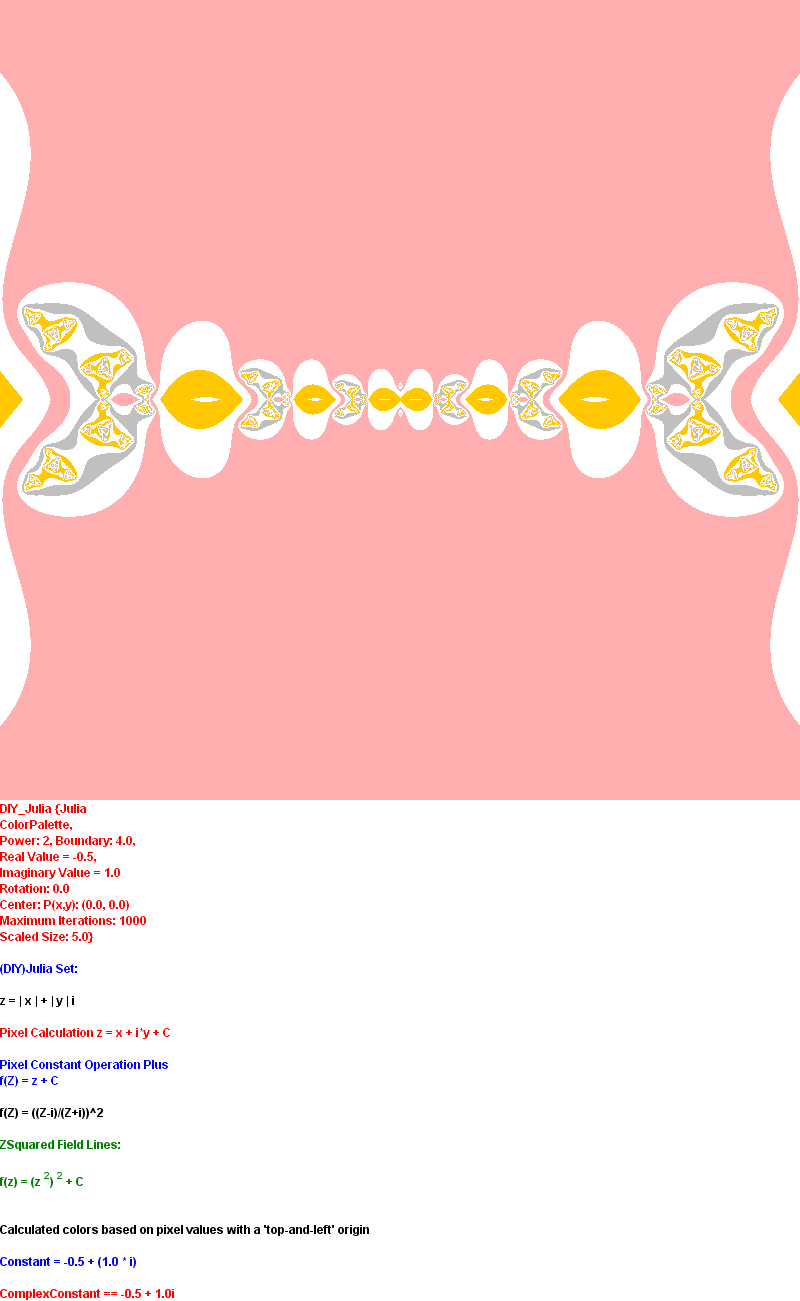 DIY_Julia {Julia
ColorPalette,
Power: 2, Boundary: 4.0,
Real Value = -0.5,
Imaginary Value = 1.0
Rotation: 0.0
Center: P(x,y): (0.0, 0.0)
Maximum Iterations: 1000
Scaled Size: 5.0}
(DIY)Julia Set:
z = | x | + | y | i
Pixel Calculation z = x + i*y + C
Pixel Constant Operation Plus
f(Z) = z + C
f(Z) = ((Z-i)/(Z+i))^2
ZSquared Field Lines:
f(z) = (z ²) ² + C
Calculated colors based on pixel values with a 'top-and-left' origin
Constant = -0.5 + (1.0 * i)
ComplexConstant == -0.5 + 1.0i